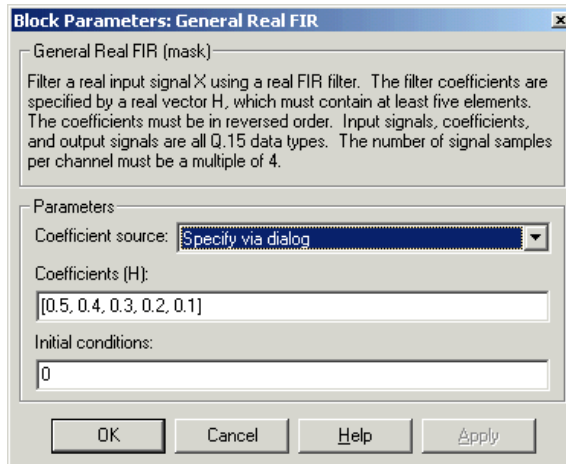 Block Parameters: General Real FIR
General Real FIR (mask)
Filter a real input signal X using a real FIR filter.  The filter coefficients are
specified by a real vector H, which must contain at least five elements.
The coefficients must be in reversed order.  Input signals, coefficients,
and output signals are all Q.15 data types.  The number of signal samples
per channel must be a multiple of 4.
Parameters
Coefficient source: Specify via dialog
Coefficients (H):
[0.5, 0.4, 0.3, 0.2, 0.1]
Initial conditions:
0
OK Cancel Help Apply